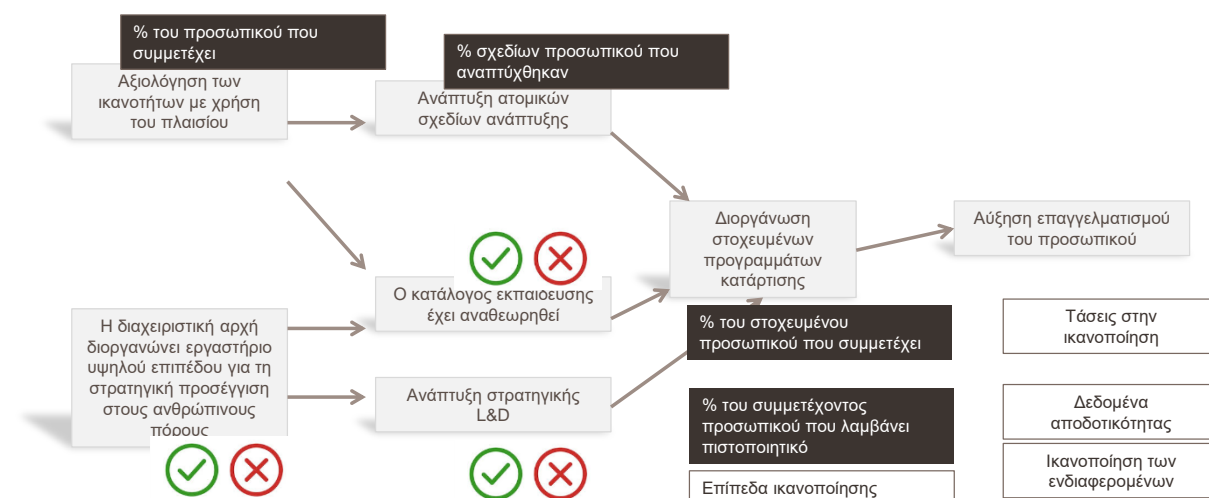 % του προσωπικού που
συμμετέχει
Αξιολόγηση των
ικανοτήτων με χρήση
του πλαισίου
% σχεδίων προσωπικού που
αναπτύχθηκαν
Ανάπτυξη ατομικών
σχεδίων ανάπτυξης
Διοργάνωση
στοχευμένων
προγραμμάτων
κατάρτισης
Αύξηση επαγγελματισμού
του προσωπικού
Ο κατάλογος εκπαίδευσης
έχει αναθεωρηθεί
Η διαχειριστική αρχή
διοργανώνει εργαστήριο
υψηλού επιπέδου για τη
στρατηγική προσέγγιση
στους ανθρώπινους
πόρους
Ανάπτυξη στρατηγικής
L&D
% του στοχευμένου
προσωπικού που συμμετέχει
% του συμμετέχοντος
προσωπικού που λαμβάνει
πιστοποιητικό
Επίπεδα ικανοποίησης
Τάσεις στην
ικανοποίηση
Δεδομένα
αποδοτικότητας
Ικανοποίηση των
ενδιαφερομένων